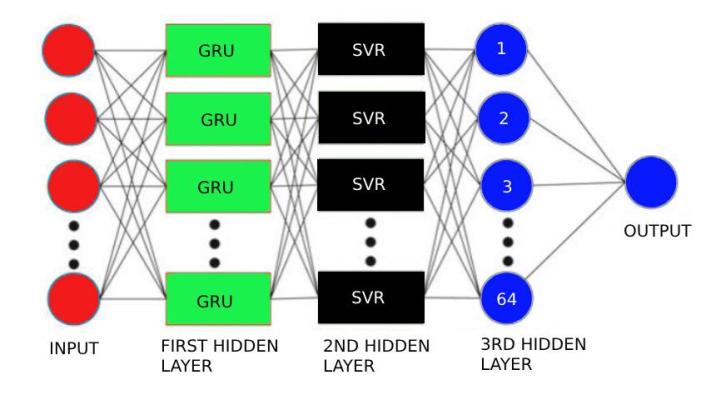 GRU SVR 1
GRU SVR 2
GRU SVR 3
GRU SVR 64
OUTPUT
INPUT
FIRST HIDDEN
LAYER
2ND HIDDEN
LAYER
3RD HIDDEN
LAYER